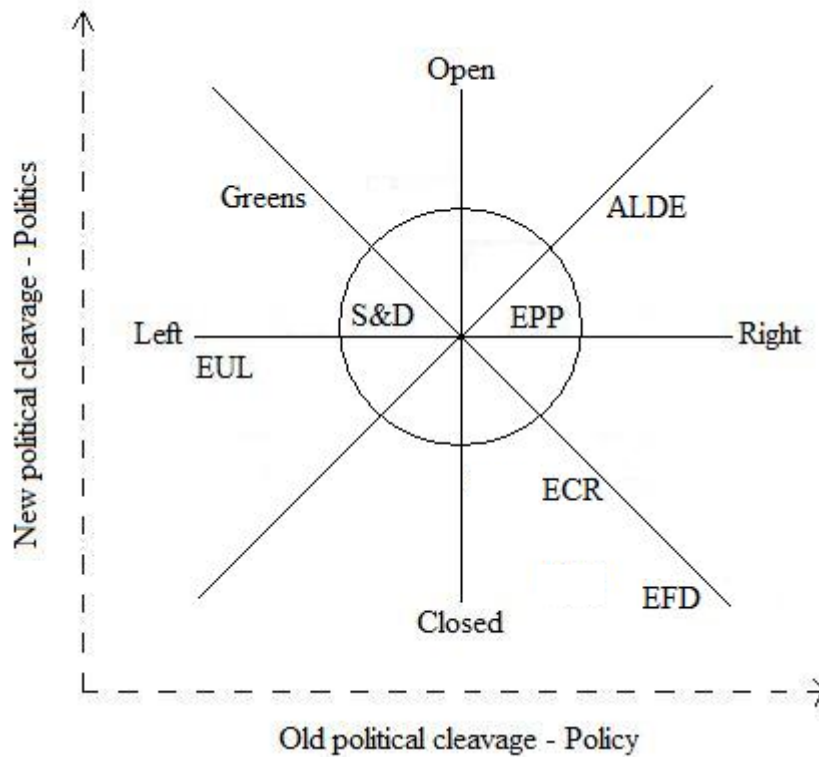 Open
Greens
ALDE
New political cleavage - Politics
S&D
EPP
Left
Right
EUL
ECR
EFD
Closed
Old political cleavage - Policy